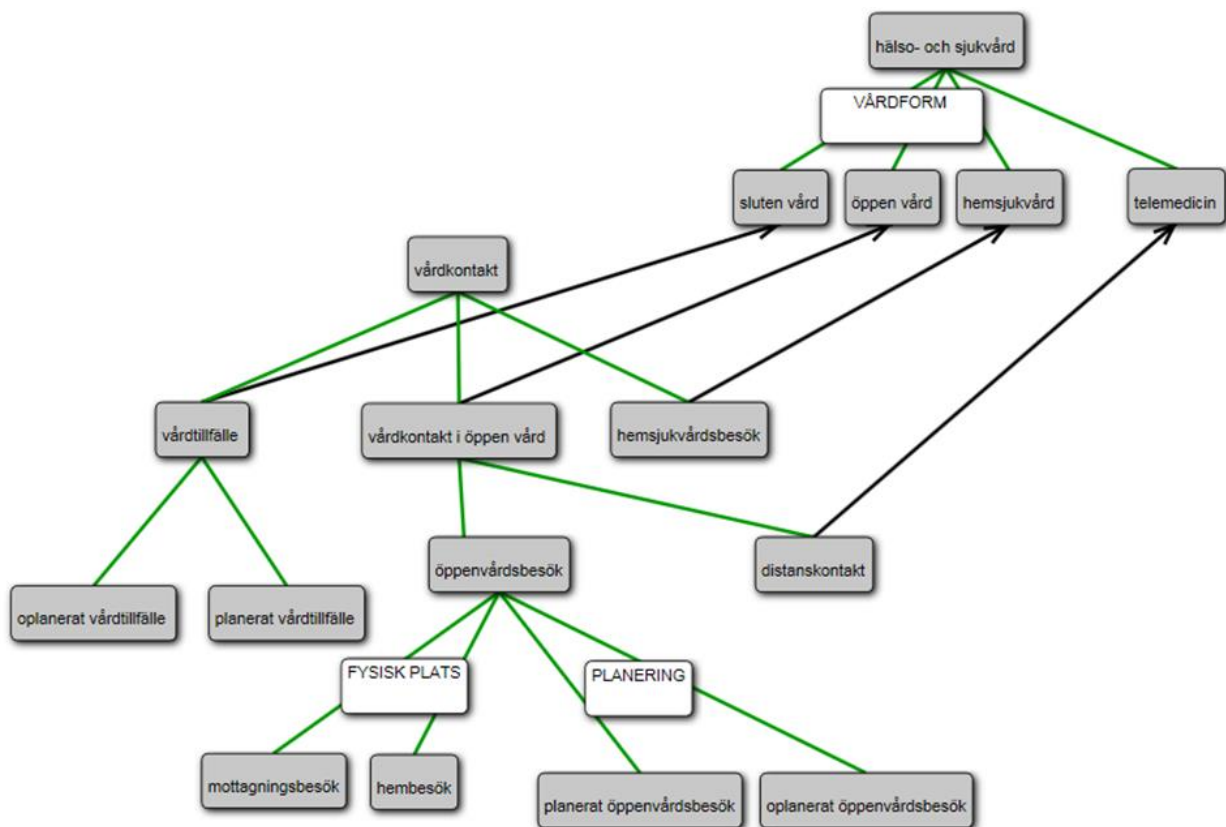 hälso- och sjukvård
VÅRDFORM
sluten vård
öppen vård
hemsjukvård
telemedicin
vårdkontakt
vårdtillfälle
vårdkontakt i öppen vård
hemsjukvårdsbesök
öppenvårdsbesök
distanskontakt
oplanerat vårdtillfälle
planerat vårdtillfälle
FYSISK PLATS
PLANERING
mottagningsbesök
hembesök
planerat öppenvårdsbesök
oplanerat öppenvårdsbesök